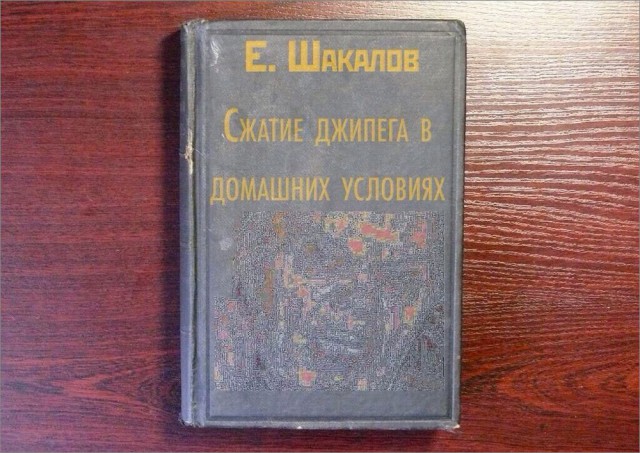 Е. Шакалов
Сжатие джипега в
домашних условиях